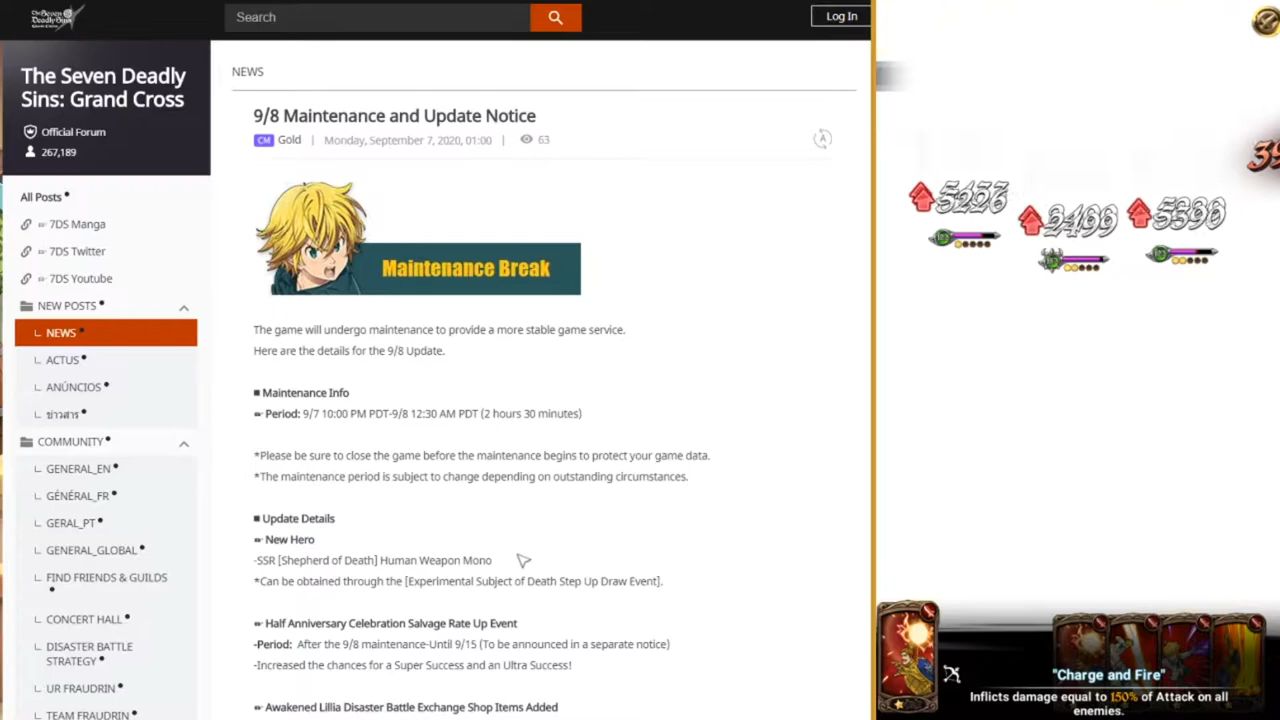 The Seven
Deadly Sins
Search
Log In
The Seven Deadly
Sins: Grand Cross
Official Forum
267,189
All Posts
7DS Manga
7DS Twitter
7DS Youtube
NEW POSTS
NEWS
ACTUS
ANÚNCIOS
ข่าวสาร
COMMUNITY
GENERAL_EN
GÉNÉRAL_FR
GERAL_PT
GENERAL_GLOBAL
FIND FRIENDS & GUILDS
CONCERT HALL
DISASTER BATTLE
STRATEGY
UR FRAUDRIN
TEAM FRAUDRIN
NEWS
9/8 Maintenance and Update Notice
CM Gold | Monday, September 7, 2020, 01:00 | 63
A
Maintenance Break
The game will undergo maintenance to provide a more stable game service.
Here are the details for the 9/8 Update.
■ Maintenance Info
Period: 9/7 10:00 PM PDT-9/8 12:30 AM PDT (2 hours 30 minutes)
*Please be sure to close the game before the maintenance begins to protect your game data.
*The maintenance period is subject to change depending on outstanding circumstances.
■ Update Details
New Hero
-SSR [Shepherd of Death] Human Weapon Mono
*Can be obtained through the [Experimental Subject of Death Step Up Draw Event].
Half Anniversary Celebration Salvage Rate Up Event
-Period: After the 9/8 maintenance-Until 9/15 (To be announced in a separate notice)
-Increased the chances for a Super Success and an Ultra Success!
Awakened Lillia Disaster Battle Exchange Shop Items Added
39
5390
"Charge and Fire"
Inflicts damage equal to 150% of Attack on all
enemies.